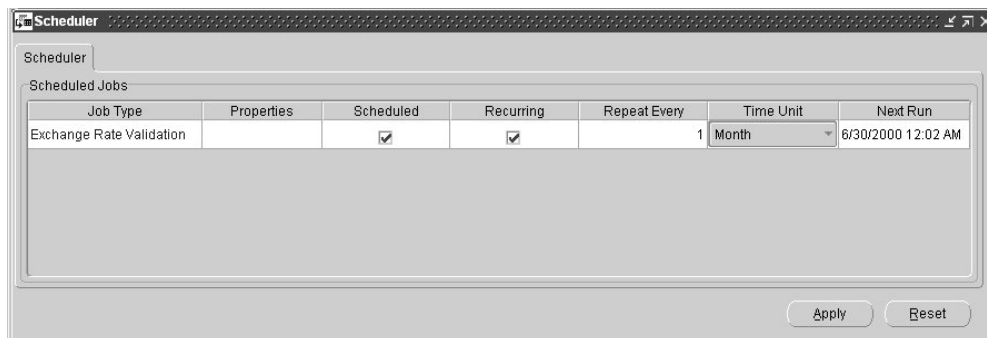 Scheduler
Scheduler
Scheduled Jobs
Job Type Properties Scheduled Recurring Repeat Every Time Unit Next Run
Exchange Rate Validation 1 Month 6/30/2000 12:02 AM
Apply Reset